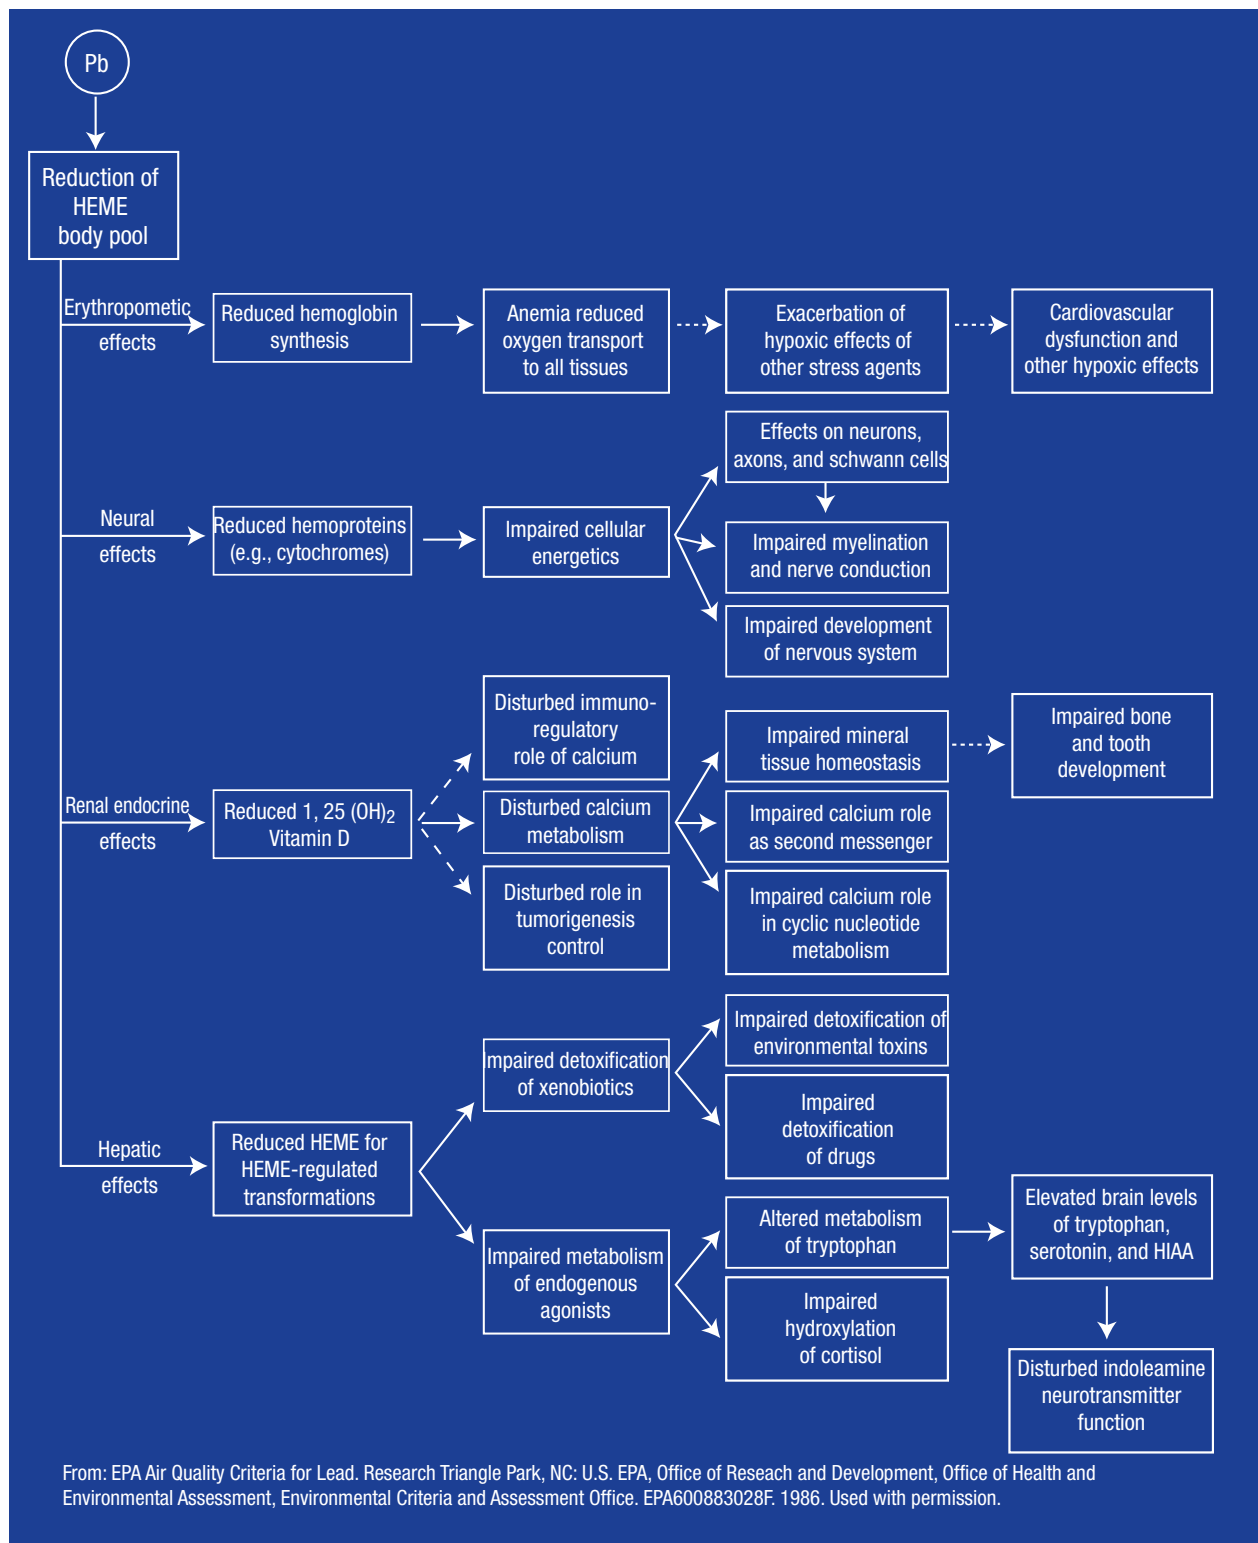 Pb
Reduction of
HEME
body pool
Erythropometic
effects
Reduced hemoglobin
synthesis
Anemia reduced
oxygen transport
to all tissues
Exacerbation of
hypoxic effects of
other stress agents
Cardiovascular
dysfunction and
other hypoxic effects
Neural
effects
Reduced hemoproteins
(e.g., cytochromes)
Impaired cellular
energetics
Effects on neurons,
axons, and schwann cells
Impaired myelination
and nerve conduction
Impaired development
of nervous system
Renal endocrine
effects
Reduced 1, 25 (OH)₂
Vitamin D
Disturbed immuno-
regulatory
role of calcium
Disturbed calcium
metabolism
Disturbed role in
tumorigenesis
control
Impaired mineral
tissue homeostasis
Impaired bone
and tooth
development
Impaired calcium role
as second messenger
Impaired calcium role
in cyclic nucleotide
metabolism
Hepatic
effects
Reduced HEME for
HEME-regulated
transformations
Impaired detoxification
of xenobiotics
Impaired detoxification of
environmental toxins
Impaired
detoxification
of drugs
Impaired metabolism
of endogenous
agonists
Altered metabolism
of tryptophan
Elevated brain levels
of tryptophan,
serotonin, and HIAA
Impaired
hydroxylation
of cortisol
Disturbed indoleamine
neurotransmitter
function
From: EPA Air Quality Criteria for Lead. Research Triangle Park, NC: U.S. EPA, Office of Reseach and Development, Office of Health and
Environmental Assessment, Environmental Criteria and Assessment Office. EPA600883028F. 1986. Used with permission.